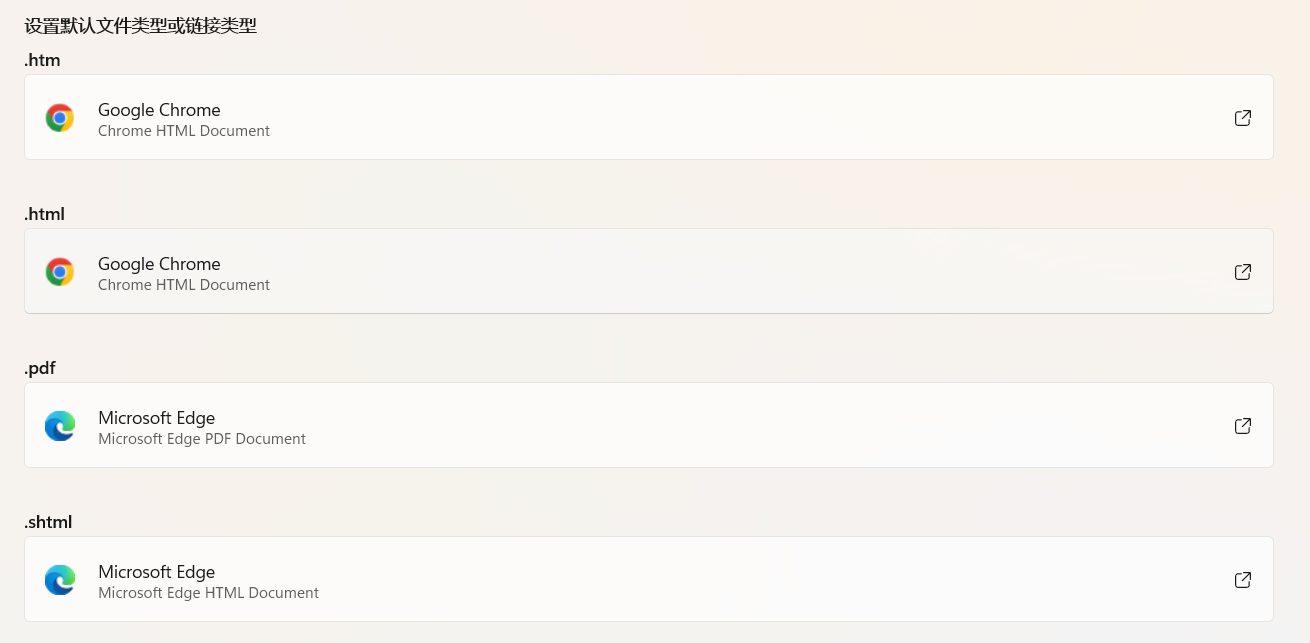 设置默认文件类型或链接类型
.htm
Google Chrome
Chrome HTML Document
.html
Google Chrome
Chrome HTML Document
.pdf
Microsoft Edge
Microsoft Edge PDF Document
.shtml
Microsoft Edge
Microsoft Edge HTML Document